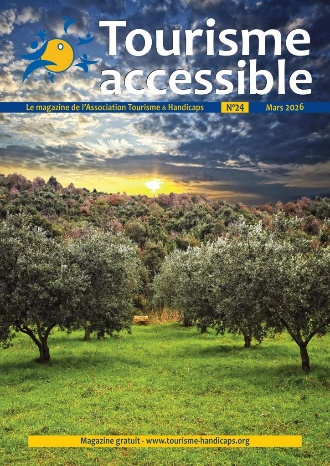 Tourisme
accessible
Le magazine de l'Association Tourisme & Handicaps N°24 Mars 2026
Magazine gratuit - www.tourisme-handicaps.org